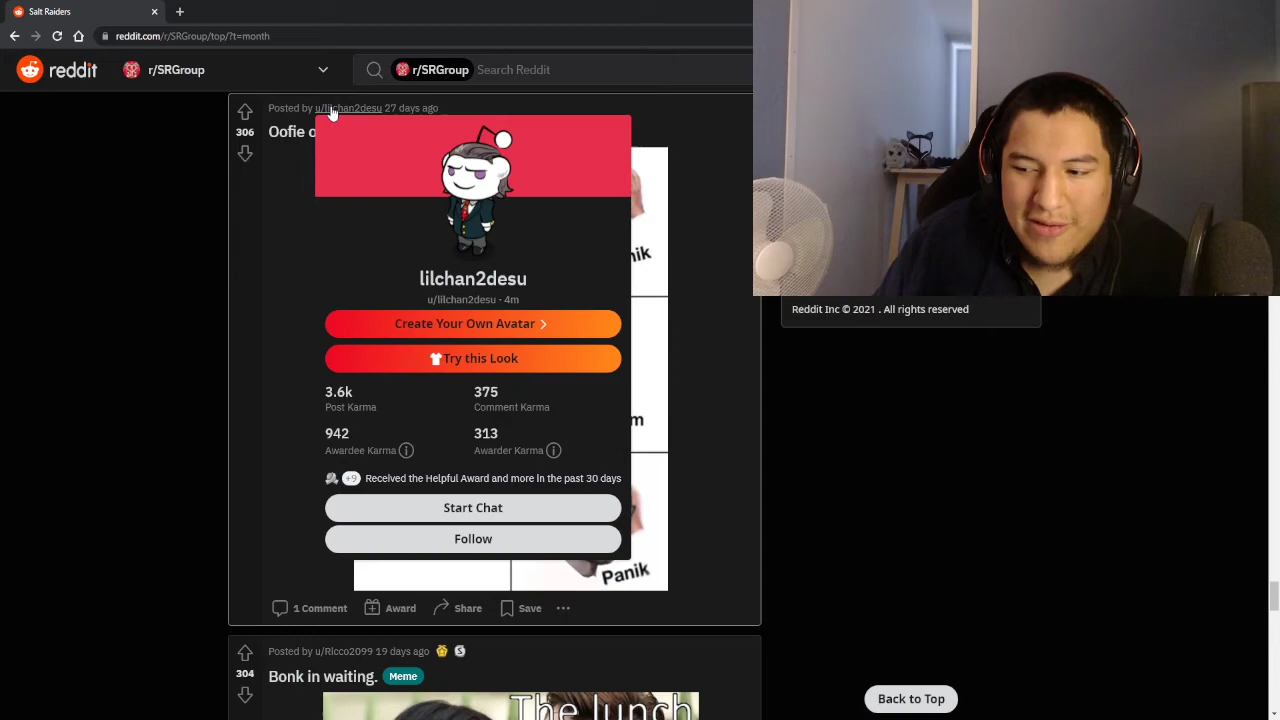 Salt Raiders
reddit.com/r/SRGroup/top/?t=month
reddit r/SRGroup r/SRGroup Search Reddit
Posted by u/lilchan2desu 27 days ago
306
Oofie
lilchan2desu
u/lilchan2desu · 4m
Create Your Own Avatar
Try this Look
3.6k 375
Post Karma Comment Karma
942 313
Awardee Karma Awarder Karma
+9 Received the Helpful Award and more in the past 30 days
Start Chat
Follow
Panik
1 Comment Award Share Save
Reddit Inc © 2021 . All rights reserved
Posted by u/Ricco2099 19 days ago
304
Bonk in waiting. Meme
The lunch
Back to Top